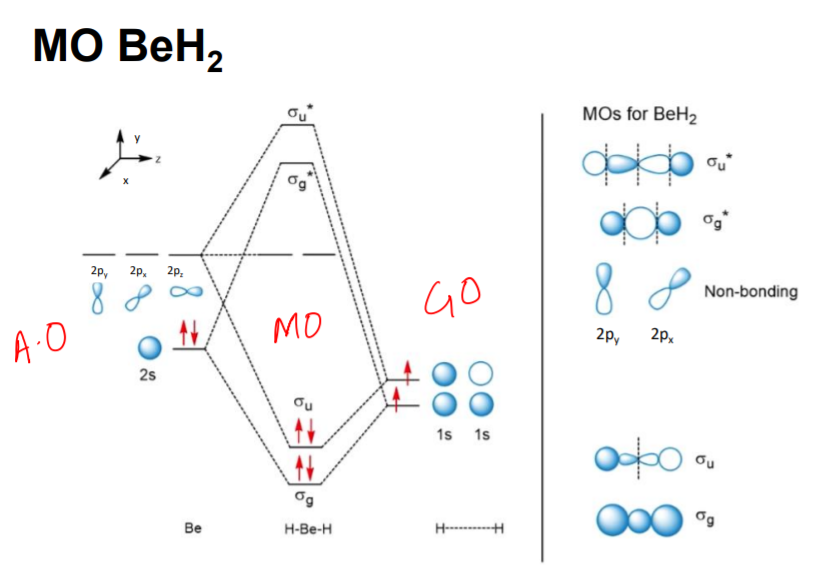 MO BeH₂
y
z
x
σu*
σg*
2py 2px 2pz
A.O
2s
MO
GO
σu
σg
1s 1s
Be
H-Be-H
H---------H
MOs for BeH₂
σu*
σg*
Non-bonding
2py 2px
σu
σg